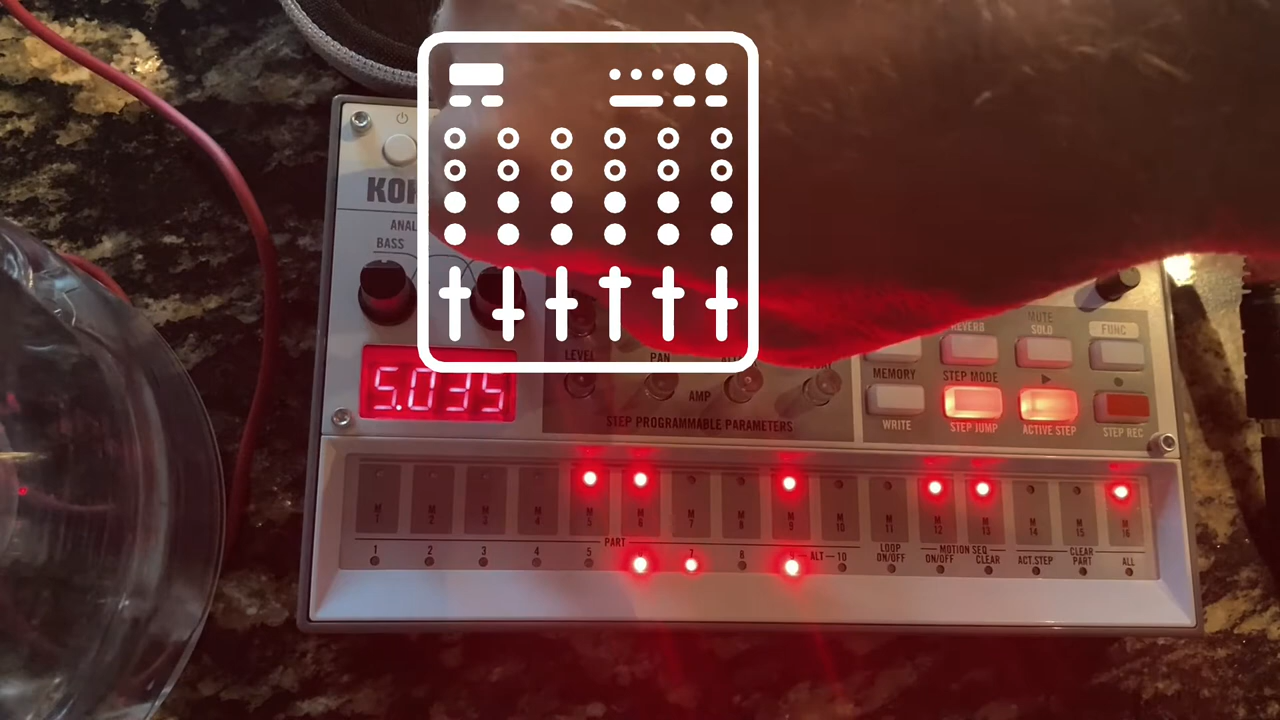 KO
ANAL
BASS
5.035
LEVEL
PAN
AMP
STEP PROGRAMMABLE PARAMETERS
REVERB
MUTE
SOLO
FUNC
MEMORY
STEP MODE
WRITE
STEP JUMP
ACTIVE STEP
STEP REC
M 1
M 2
M 3
M 4
M 5
M 6
M 7
M 8
M 9
M 10
M 11
M 12
M 13
M 14
M 15
M 16
PART
1 2 3 4 5 7 8 9 ALT 10
LOOP ON/OFF
MOTION SEQ
ON/OFF CLEAR
ACT.STEP
CLEAR PART
ALL